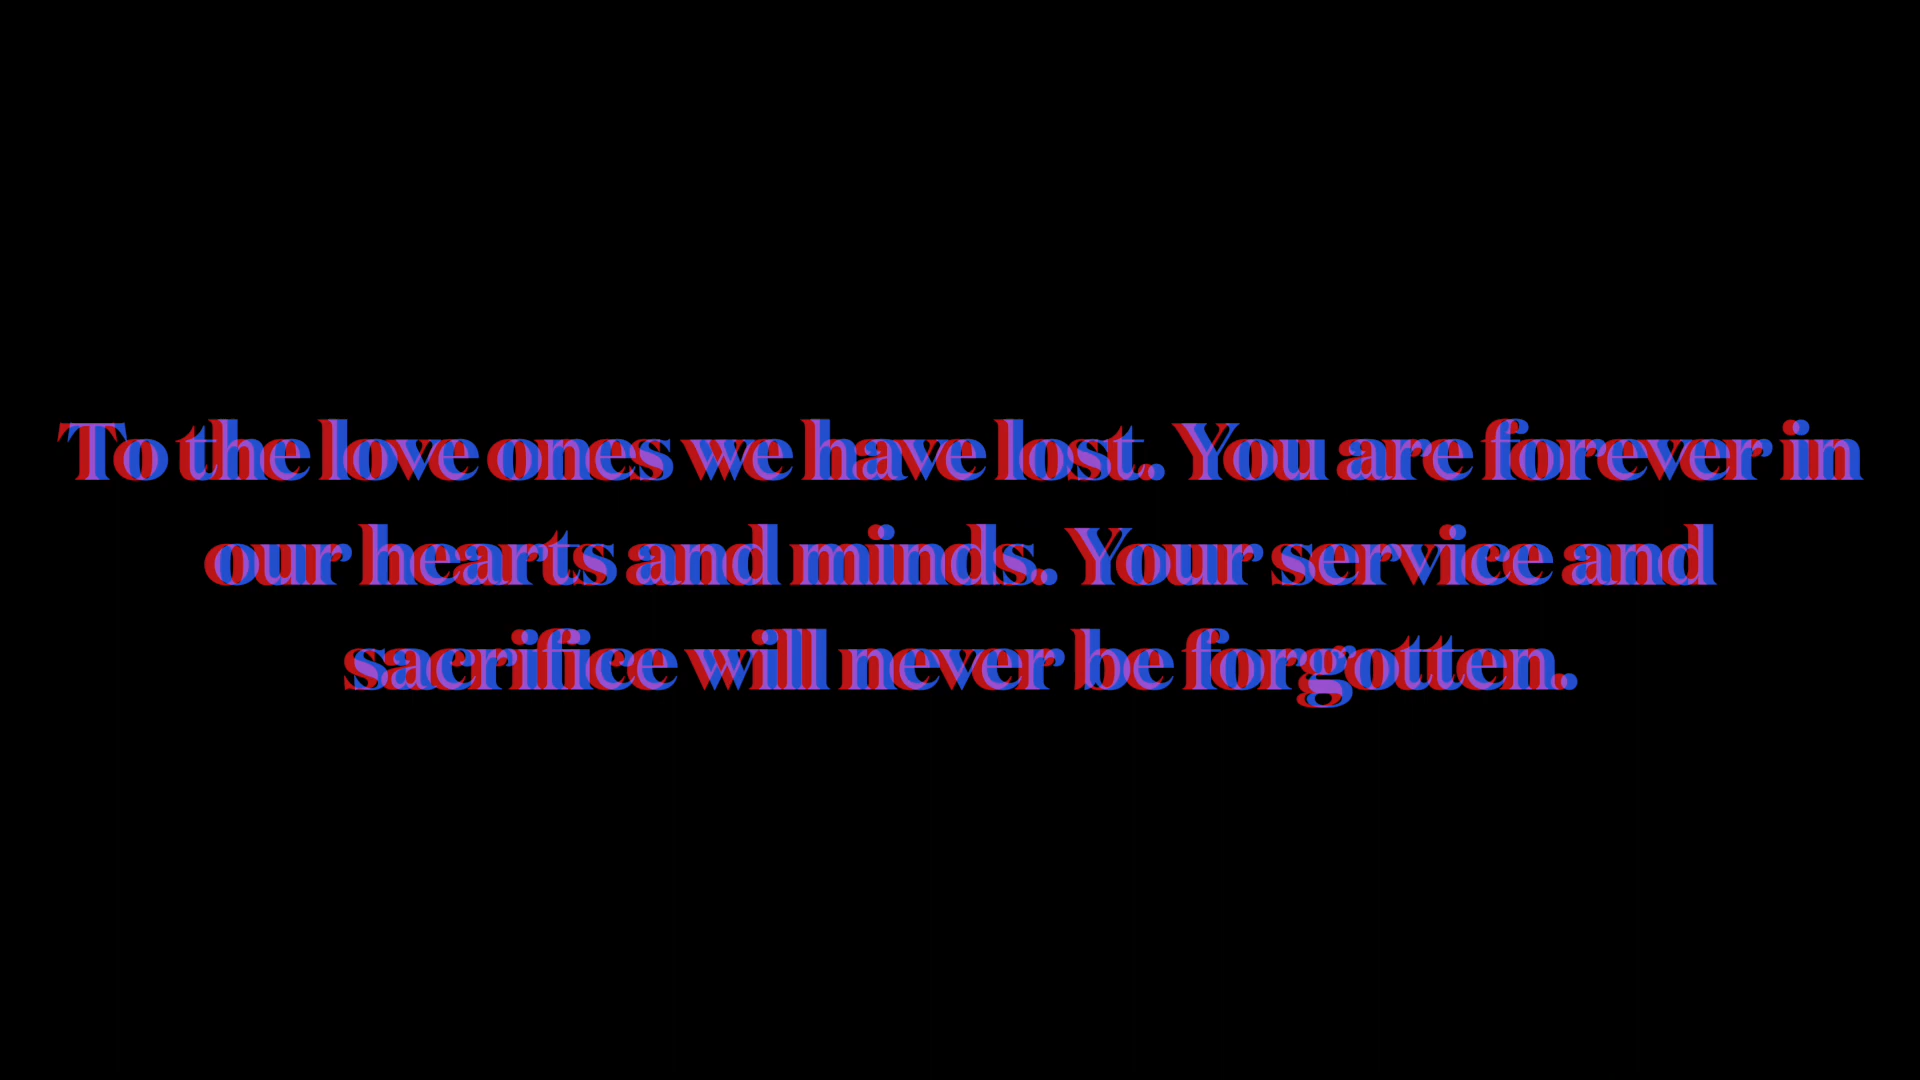 To the love ones we have lost. You are forever in
our hearts and minds. Your service and
sacrifice will never be forgotten.